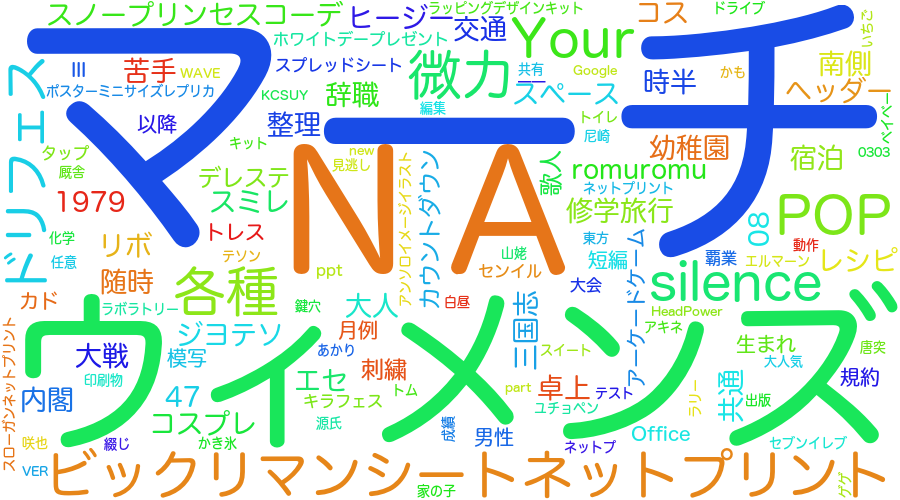 スノープリンセスコーデ
ヒージー
ラッピングデザインキット
交通
Your
コス
ドライブ
いちご
ホワイトデープレゼント
マーチ
III
苦手
WAVE
スプレッドシート
微力
共有
Google
時半
かも
南側
ポスターミニサイズレプリカ
KCSUY
辞職
編集
スペース
ヘッダー
ベイベー
ドリフェス
以降
整理
トイレ
尼崎
キット
new
見逃し
幼稚園
宿泊
0303
タップ
厩舎
デレステ
NA
歌人
romuromu
ネットプリント
1979
スミレ
カウントダウン
アンソロイメージイラスト
修学旅行
08
POP
化学
任意
リボ
トレス
テソン
山姥
東方
動作
随時
ppt
センイル
短編
覇業
エルマーン
レシピ
カド
各種
鍵穴
大人
白昼
大会
アーケードケーム
silence
ラボラトリー
HeadPower
アキネ
ウィメンズ
ジヨテソ
月例
三国志
生まれ
唐突
スローガンネットプリント
大戦
模写
あかり
刺繍
スイート
大人気
印刷物
内閣
47
エセ
トム
part
卓上
テスト
ラリー
共通
出版
規約
キラフェス
コスプレ
源氏
成績
ユチョペン
咲也
綴じ
かき氷
男性
ネットプ
Office
セブンイレブ
VER
ビックリマンシートネットプリント
家の子
ゲゲ